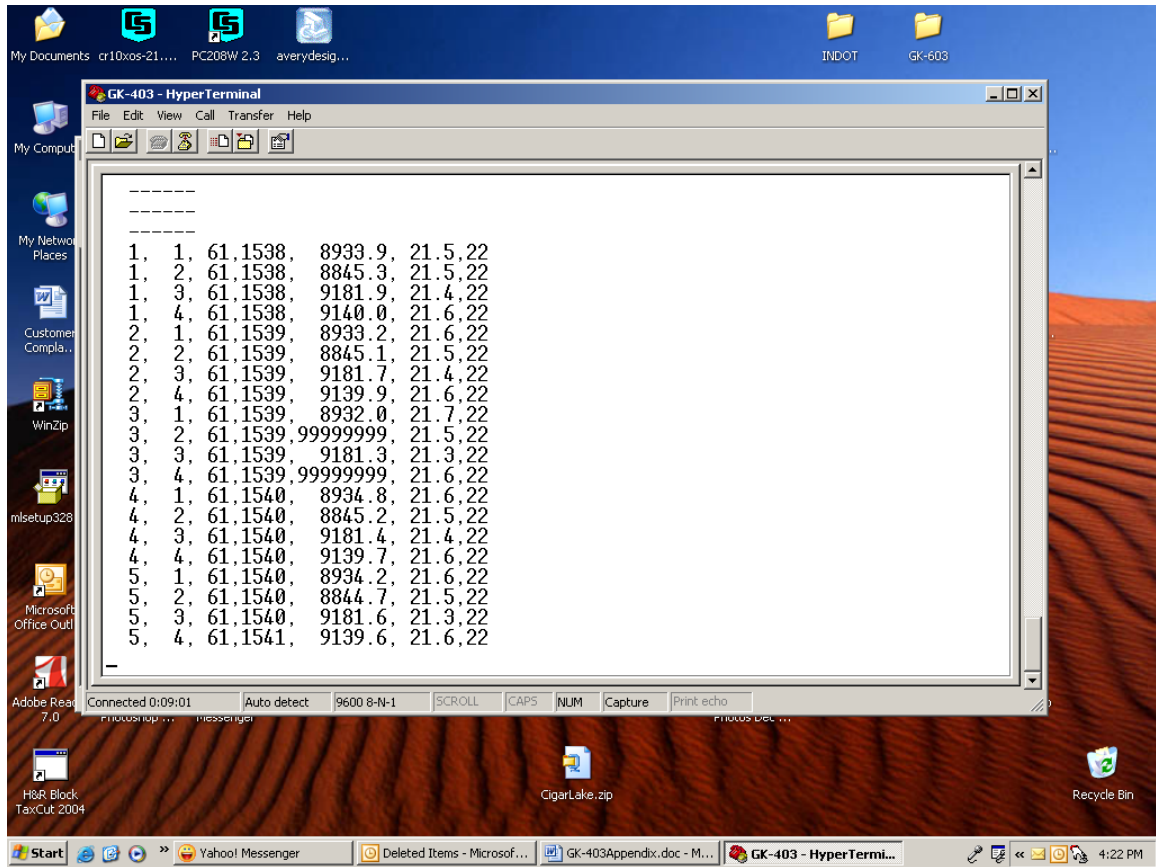 My Documents
cr10xos-21....
PC208W 2.3
averydesig...
INDOT
GK-603
My Comput
My Networ
Places
Customer
Compla..
WinZip
mlsetup328
Microsoft
Office Outl
Adobe Read
7.0
H&R Block
TaxCut 2004
GK-403 - HyperTerminal
File Edit View Call Transfer Help
------
------
------
1, 1, 61,1538, 8933.9, 21.5,22
1, 2, 61,1538, 8845.3, 21.5,22
1, 3, 61,1538, 9181.9, 21.4,22
1, 4, 61,1538, 9140.0, 21.6,22
2, 1, 61,1539, 8933.2, 21.6,22
2, 2, 61,1539, 8845.1, 21.5,22
2, 3, 61,1539, 9181.7, 21.4,22
2, 4, 61,1539, 9139.9, 21.6,22
3, 1, 61,1539, 8932.0, 21.7,22
3, 2, 61,1539,99999999, 21.5,22
3, 3, 61,1539, 9181.3, 21.3,22
3, 4, 61,1539,99999999, 21.6,22
4, 1, 61,1540, 8934.8, 21.6,22
4, 2, 61,1540, 8845.2, 21.5,22
4, 3, 61,1540, 9181.4, 21.4,22
4, 4, 61,1540, 9139.7, 21.6,22
5, 1, 61,1540, 8934.2, 21.6,22
5, 2, 61,1540, 8844.7, 21.5,22
5, 3, 61,1540, 9181.6, 21.3,22
5, 4, 61,1541, 9139.6, 21.6,22
Connected 0:09:01 Auto detect 9600 8-N-1 SCROLL CAPS NUM Capture Print echo
Photoshop ...
Messenger
Photos Dec ...
CigarLake.zip
Recycle Bin
Start
Yahoo! Messenger
Deleted Items - Microsof...
GK-403Appendix.doc - M...
GK-403 - HyperTermi...
4:22 PM